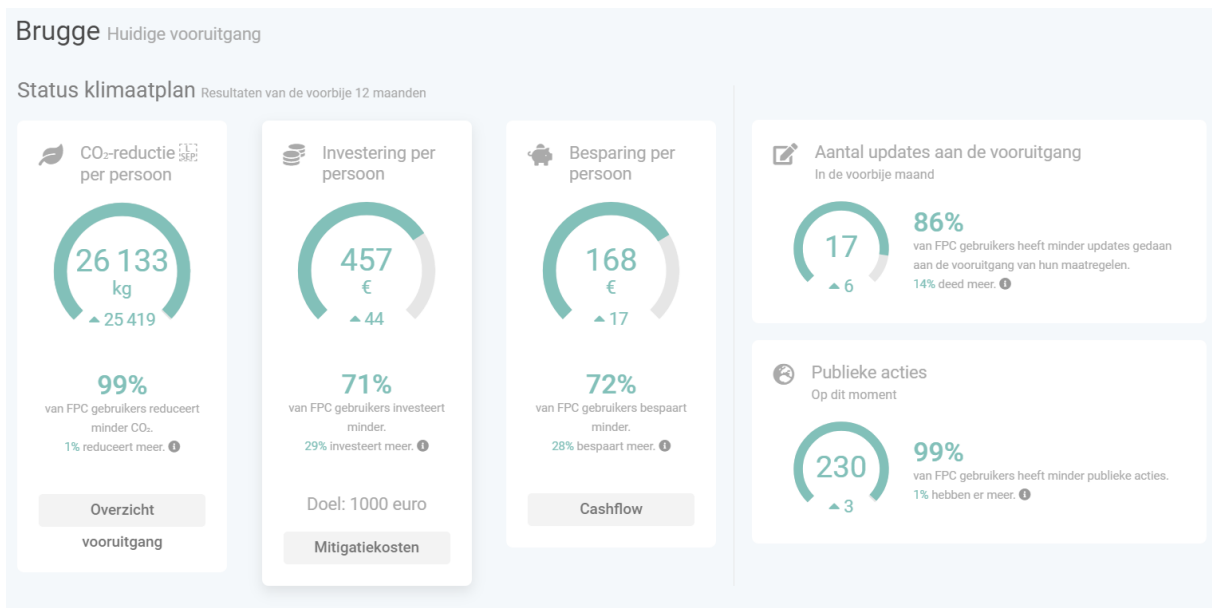 Brugge Huidige vooruitgang
Status klimaatplan Resultaten van de voorbije 12 maanden
CO₂-reductie L SEP
per persoon
26 133
kg
25 419
99%
van FPC gebruikers reduceert
minder CO₂.
1% reduceert meer.
Overzicht
vooruitgang
Investering per
persoon
457
€
44
71%
van FPC gebruikers investeert
minder.
29% investeert meer.
Doel: 1000 euro
Mitigatiekosten
Besparing per
persoon
168
€
17
72%
van FPC gebruikers bespaart
minder.
28% bespaart meer.
Cashflow
Aantal updates aan de vooruitgang
In de voorbije maand
17
6
86%
van FPC gebruikers heeft minder updates gedaan
aan de vooruitgang van hun maatregelen.
14% deed meer.
Publieke acties
Op dit moment
230
3
99%
van FPC gebruikers heeft minder publieke acties.
1% hebben er meer.